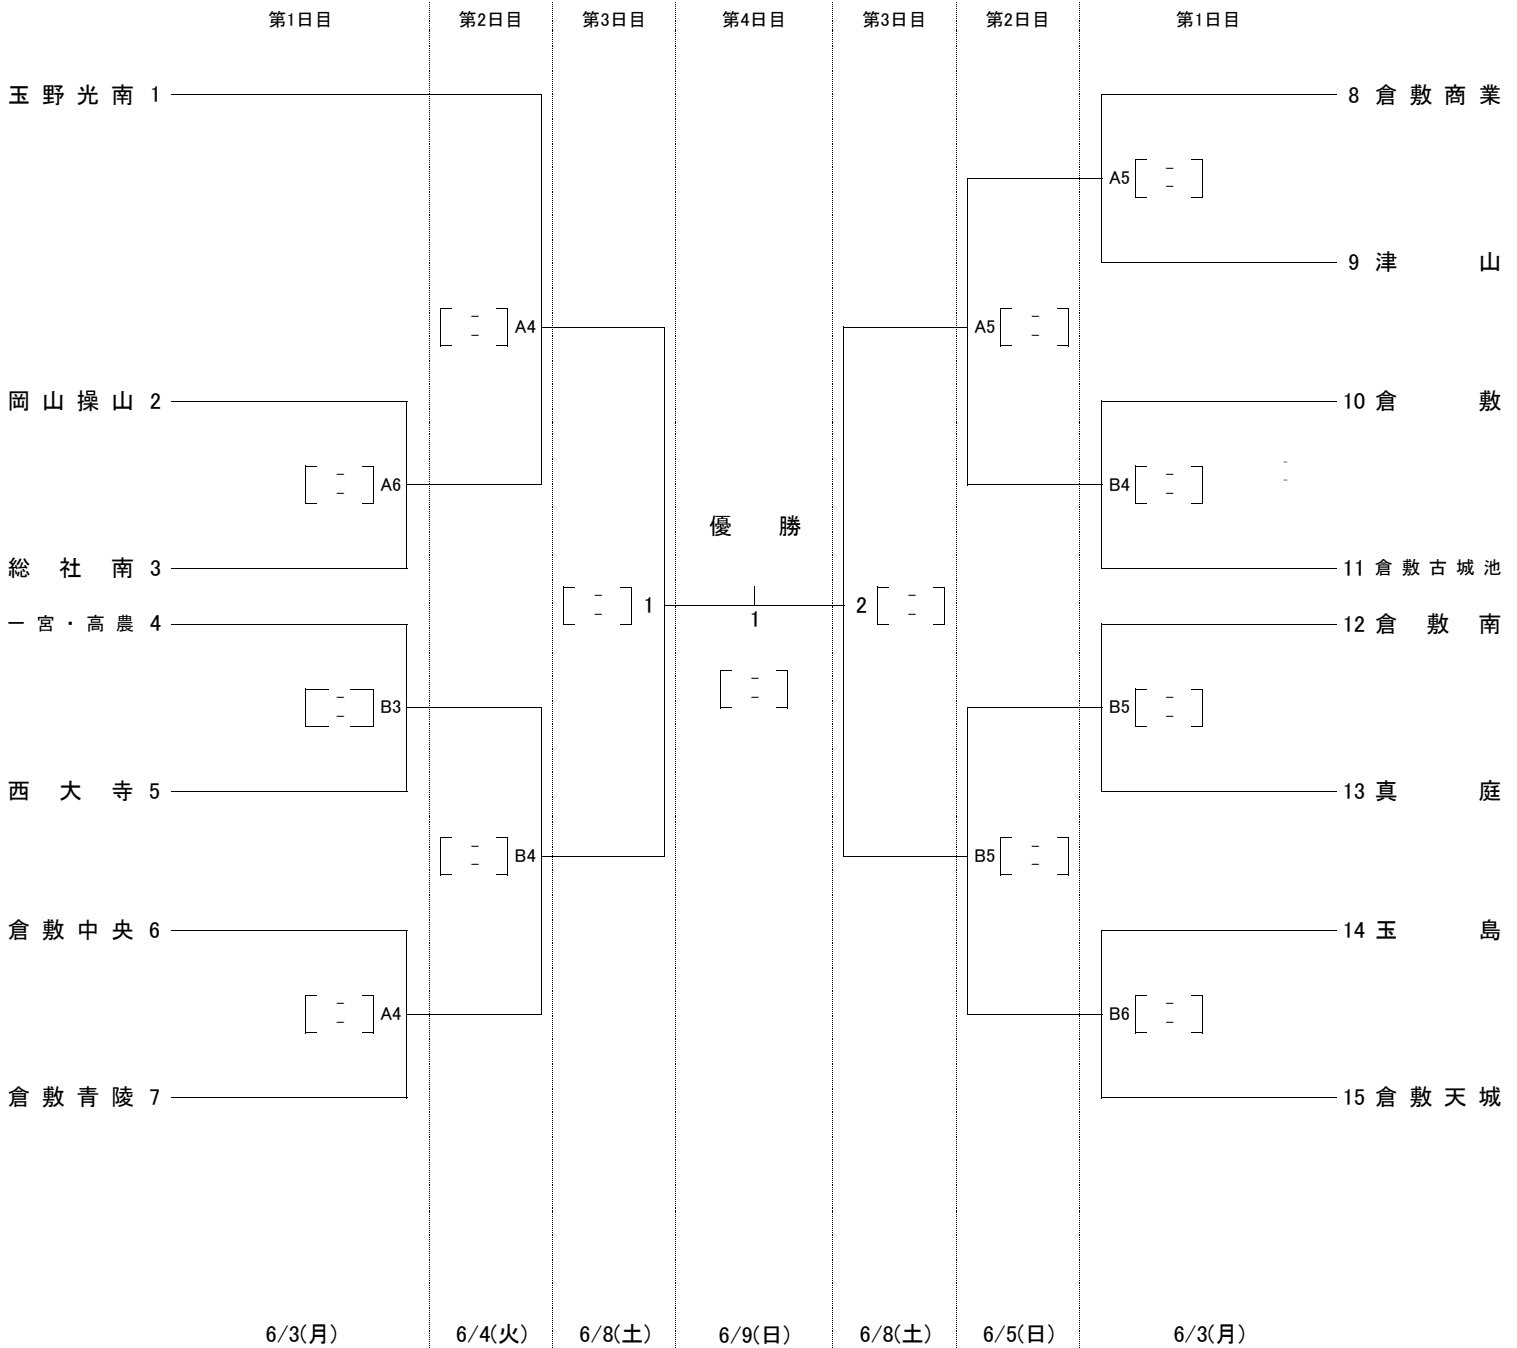 第1日目 第2日目 第3日目 第4日目 第3日目 第2日目 第1日目
玉野光南 1
8 倉敷商業
A5 [ - - ]
9 津山
[ - - ] A4
A5 [ - - ]
岡山操山 2
10 倉敷
[ - - ] A6
B4 [ - - ]
- -
優勝
総社南 3
11 倉敷古城池
[ - - ] 1
1
2 [ - - ]
一宮・高農 4
12 倉敷南
[ - - ]
[ - - ] B3
B5 [ - - ]
西大寺 5
13 真庭
[ - - ] B4
B5 [ - - ]
倉敷中央 6
14 玉島
[ - - ] A4
B6 [ - - ]
倉敷青陵 7
15 倉敷天城
6/3(月) 6/4(火) 6/8(土) 6/9(日) 6/8(土) 6/5(日) 6/3(月)